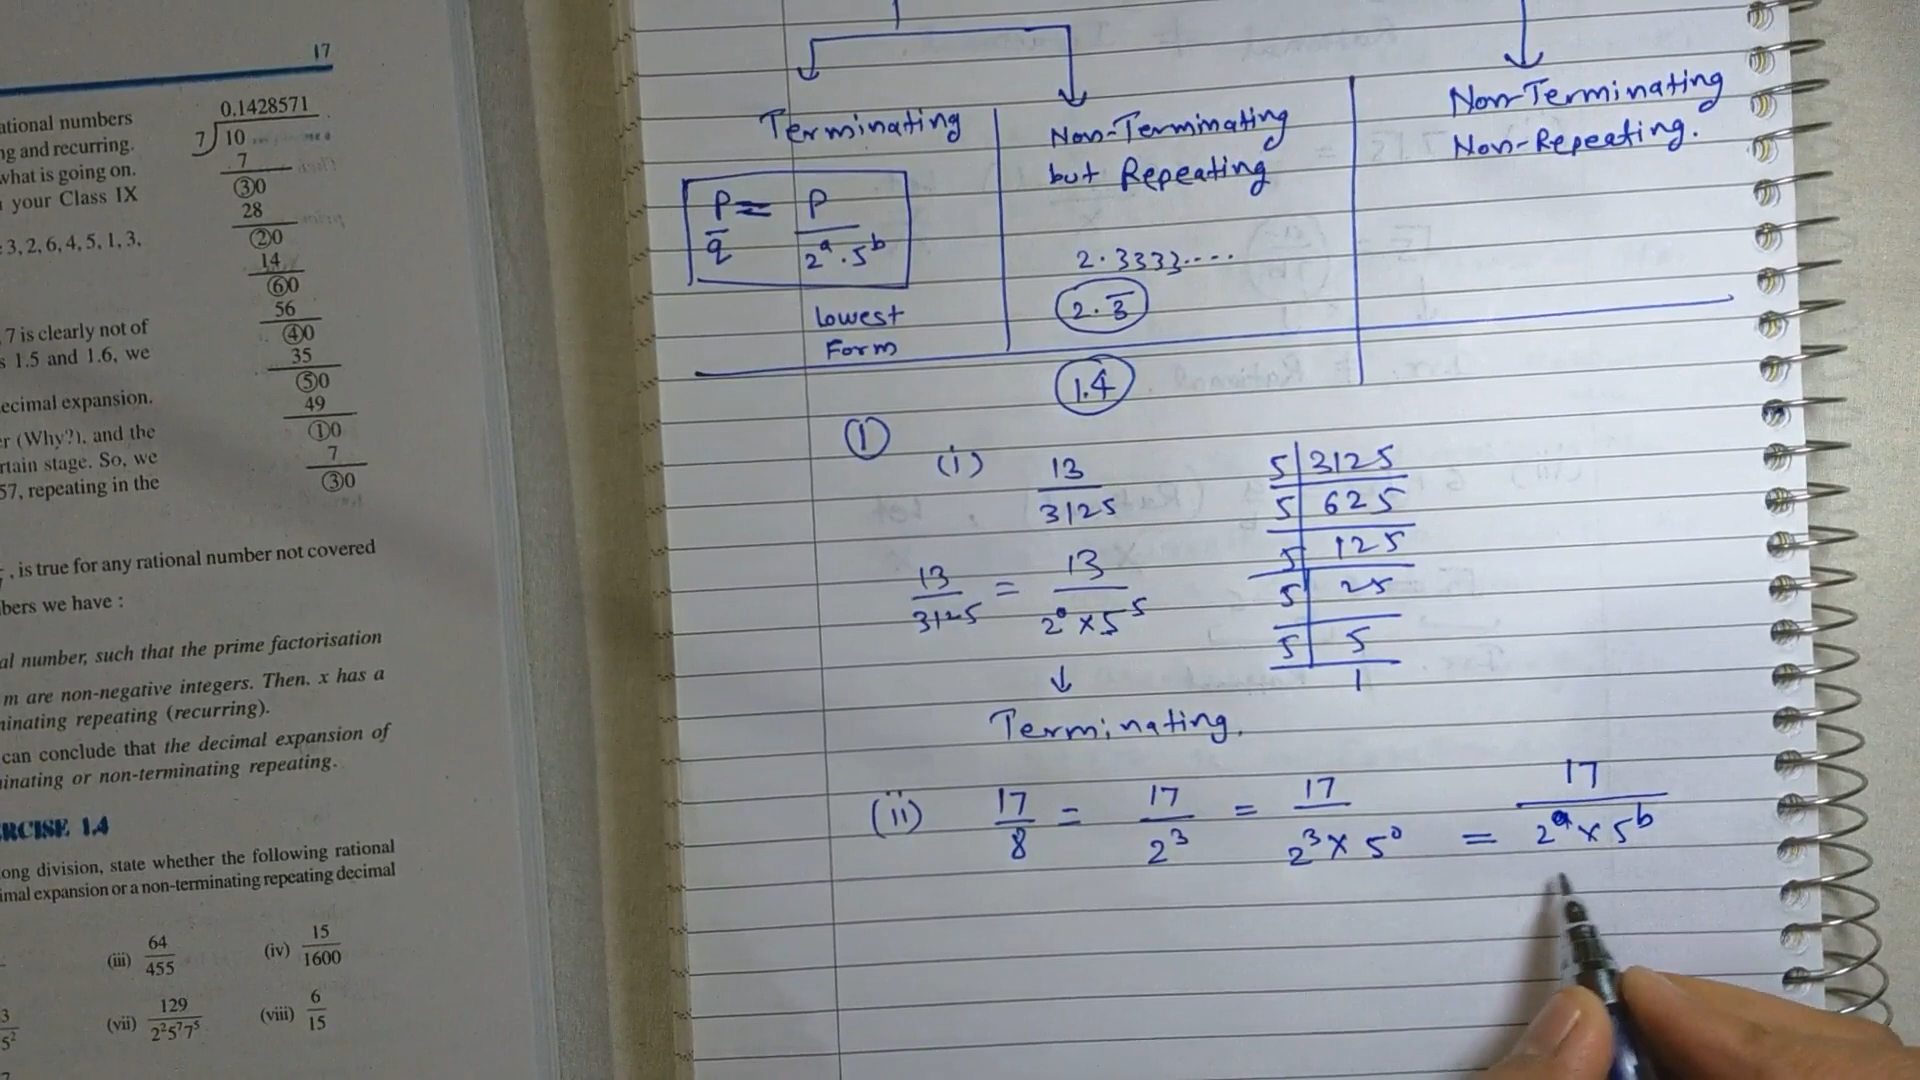 17
ational numbers
ng and recurring.
what is going on.
your Class IX
3, 2, 6, 4, 5, 1, 3,
7 is clearly not of
s 1.5 and 1.6, we
ecimal expansion.
er (Why?), and the
rtain stage. So, we
57, repeating in the
0.1428571
7 10
7
30
28
20
14
60
56
40
35
50
49
10
7
30
, is true for any rational number not covered
bers we have :
al number, such that the prime factorisation
m are non-negative integers. Then, x has a
ninating repeating (recurring).
can conclude that the decimal expansion of
ninating or non-terminating repeating.
ERCISE 1.4
ong division, state whether the following rational
imal expansion or a non-terminating repeating decimal
(iii) 64/455 (iv) 15/1600
3/5² (vii) 129/2²5⁷7⁵ (viii) 6/15
Terminating
p/q = p/2ᵃ·5ᵇ
Lowest
Form
Non-Terminating
but Repeating
2.3333....
2.3̅
Non-Terminating
Non-Repeating.
1.4
①
(i) 13/3125
13/3125 = 13/2⁰×5⁵
↓
Terminating.
5 3125
5 625
5 125
5 25
5 5
1
(ii) 17/8 = 17/2³ = 17/2³×5⁰ = 17/2ᵃ×5ᵇ